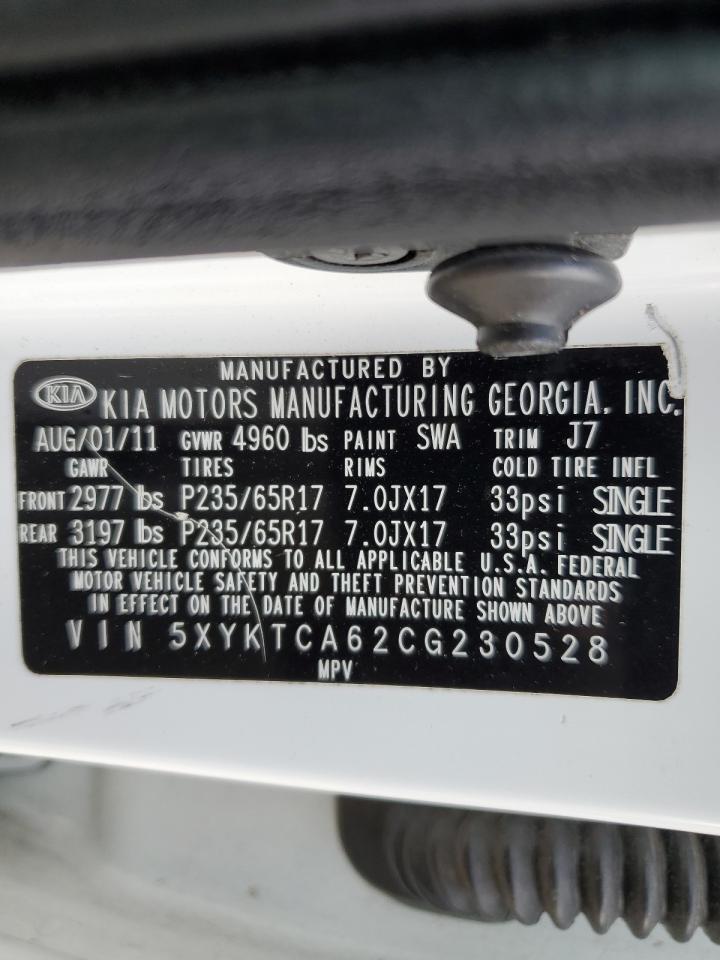 MANUFACTURED BY
KIA KIA MOTORS MANUFACTURING GEORGIA, INC.
AUG/01/11 GVWR 4960 lbs PAINT SWA TRIM J7
GAWR TIRES RIMS COLD TIRE INFL
FRONT 2977 lbs P235/65R17 7.0JX17 33psi SINGLE
REAR 3197 lbs P235/65R17 7.0JX17 33psi SINGLE
THIS VEHICLE CONFORMS TO ALL APPLICABLE U.S.A. FEDERAL
MOTOR VEHICLE SAFETY AND THEFT PREVENTION STANDARDS
IN EFFECT ON THE DATE OF MANUFACTURE SHOWN ABOVE
VIN 5XYKTCA62CG230528
MPV